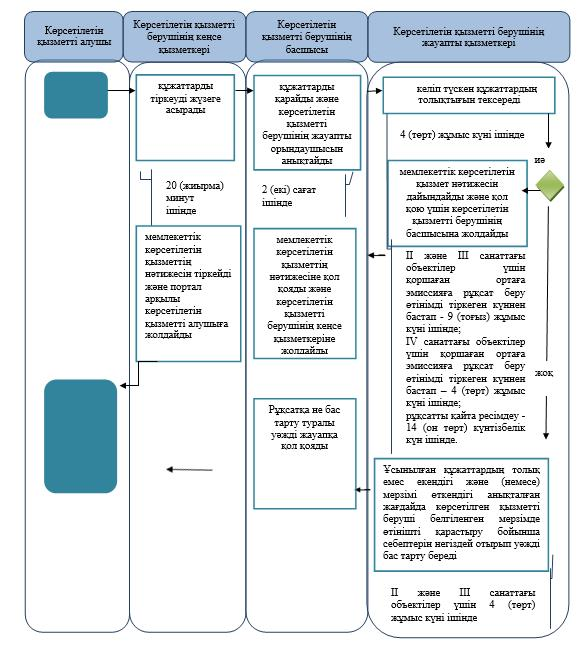 Көрсетілетін
қызметті алушы
Көрсетілетін қызметті
берушінің кеңсе
қызметкері
Көрсетілетін
қызметті берушінің
басшысы
Көрсетілетін қызметті берушінің
жауапты қызметкері
құжаттарды
тіркеуді жүзеге
асырады
құжаттарды
қарайды және
көрсетілетін
қызметті
берушінің жауапты
орындаушысын
анықтайды
келіп түскен құжаттардың
толықтығын тексереді
4 (төрт) жұмыс күні ішінде
иә
20 (жиырма)
минут
ішінде
2 (екі) сағат
ішінде
мемлекеттік көрсетілетін
қызмет нәтижесін
дайындайды және қол
қою үшін көрсетілетін
қызметті берушінің
басшысына жолдайды
мемлекеттік
көрсетілетін
қызметтің
нәтижесін тіркейді
және портал
арқылы
көрсетілетін
қызметті алушыға
жолдайды
мемлекеттік
көрсетілетін
қызметтің
нәтижесіне қол
қояды және
көрсетілетін
қызметті
берушінің кеңсе
қызметкеріне
жолдайды
II және III санаттағы
объектілер үшін
қоршаған ортаға
эмиссияға рұқсат беру
өтінімді тіркеген күннен
бастап - 9 (тоғыз) жұмыс
күні ішінде;
IV санаттағы объектілер
үшін қоршаған ортаға
эмиссияға рұқсат беру
өтінімді тіркеген күннен
бастап – 4 (төрт) жұмыс
күні ішінде;
рұқсатты қайта ресімдеу -
14 (он төрт) күнтізбелік
күн ішінде.
жоқ
Рұқсатқа не бас
тарту туралы
уәжді жауапқа
қол қояды
Ұсынылған құжаттардың толық
емес екендігі және (немесе)
мерзімі өткендігі анықталған
жағдайда көрсетілген қызметті
беруші белгіленген мерзімде
өтінішті қарастыру бойынша
себептерін негіздей отырып уәжді
бас тарту береді
II және III санаттағы
объектілер үшін 4 (төрт)
жұмыс күні ішінде